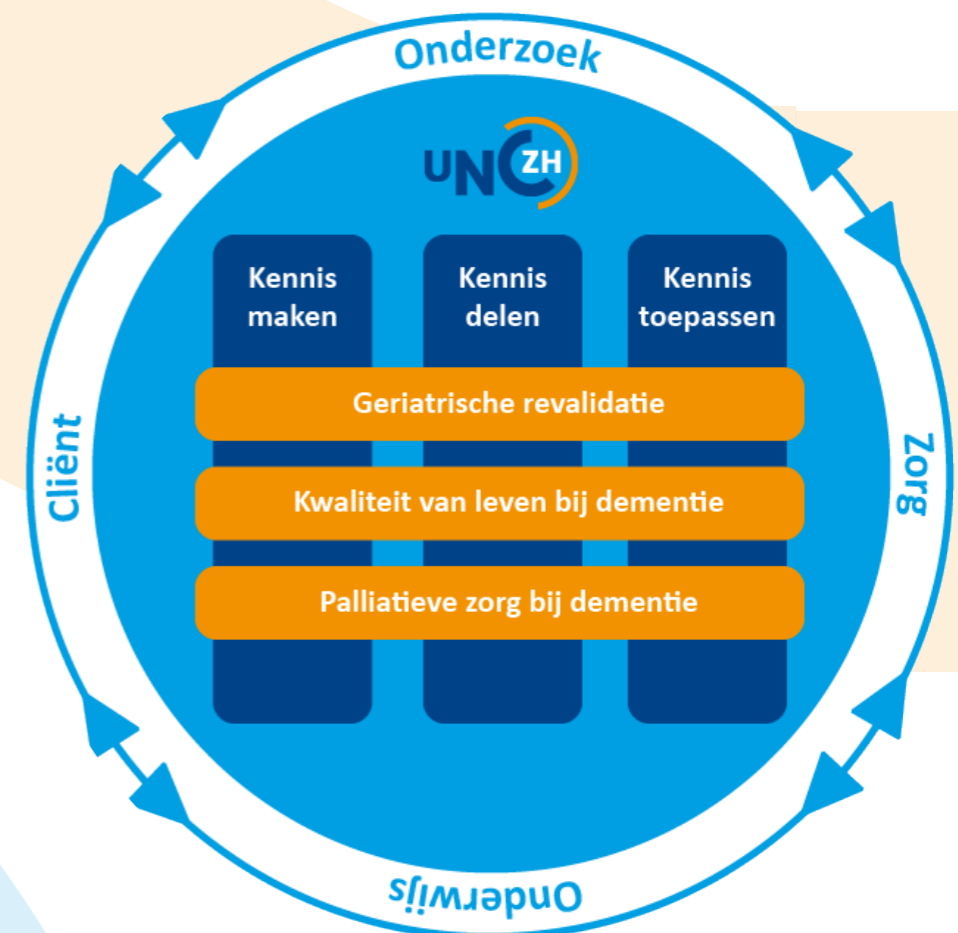 Onderzoek
UNC ZH
Kennis
maken
Kennis
delen
Kennis
toepassen
Geriatrische revalidatie
Kwaliteit van leven bij dementie
Palliatieve zorg bij dementie
Cliënt
Zorg
Onderwijs